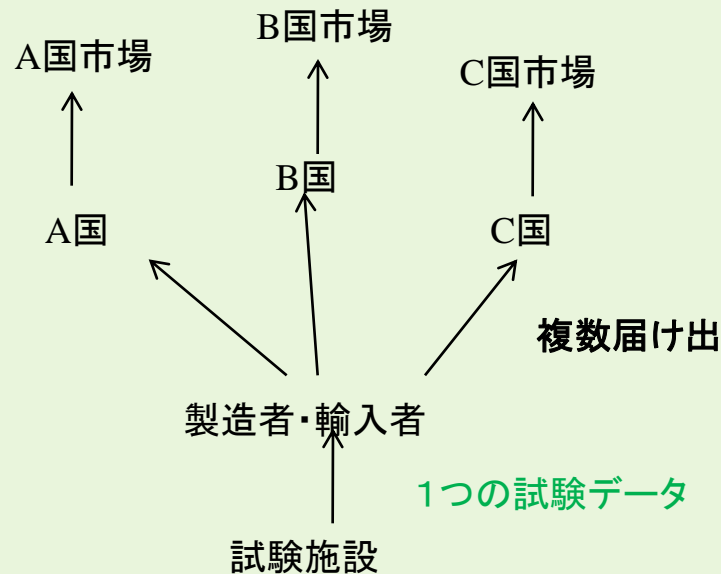 B国市場
A国市場
C国市場
B国
A国
C国
複数届け出
製造者・輸入者
１つの試験データ
試験施設